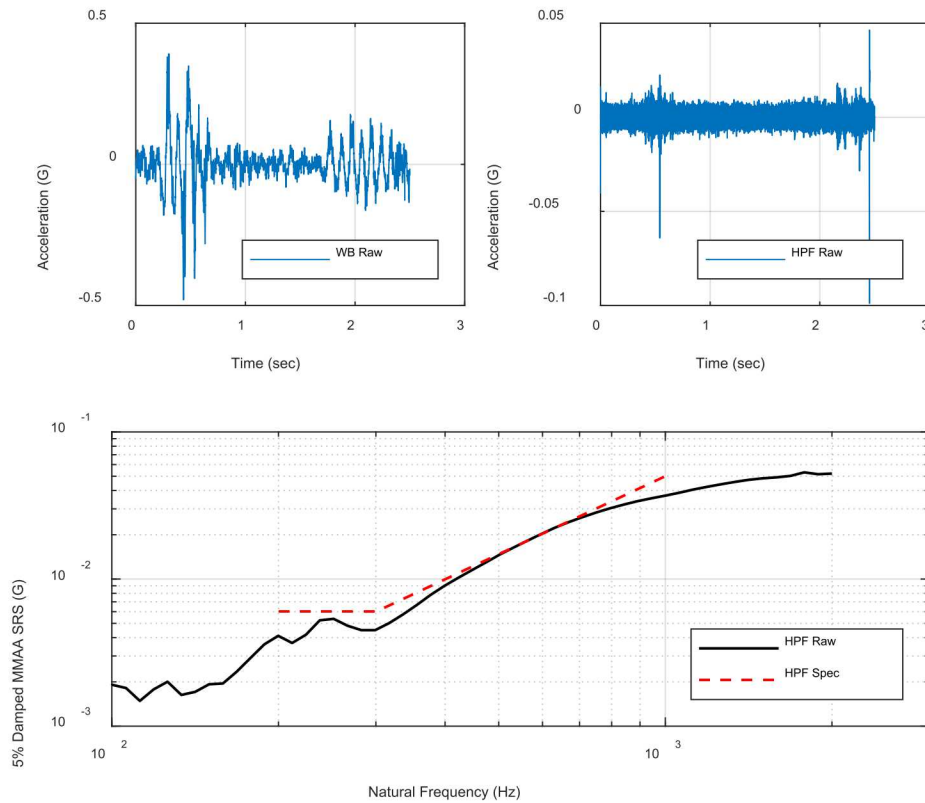 0.5
0
-0.5
Acceleration (G)
WB Raw
0 1 2 3
Time (sec)
0.05
0
-0.05
-0.1
Acceleration (G)
HPF Raw
0 1 2 3
Time (sec)
10 -1
10 -2
10 -3
5% Damped MMAA SRS (G)
HPF Raw
HPF Spec
10 2 10 3
Natural Frequency (Hz)